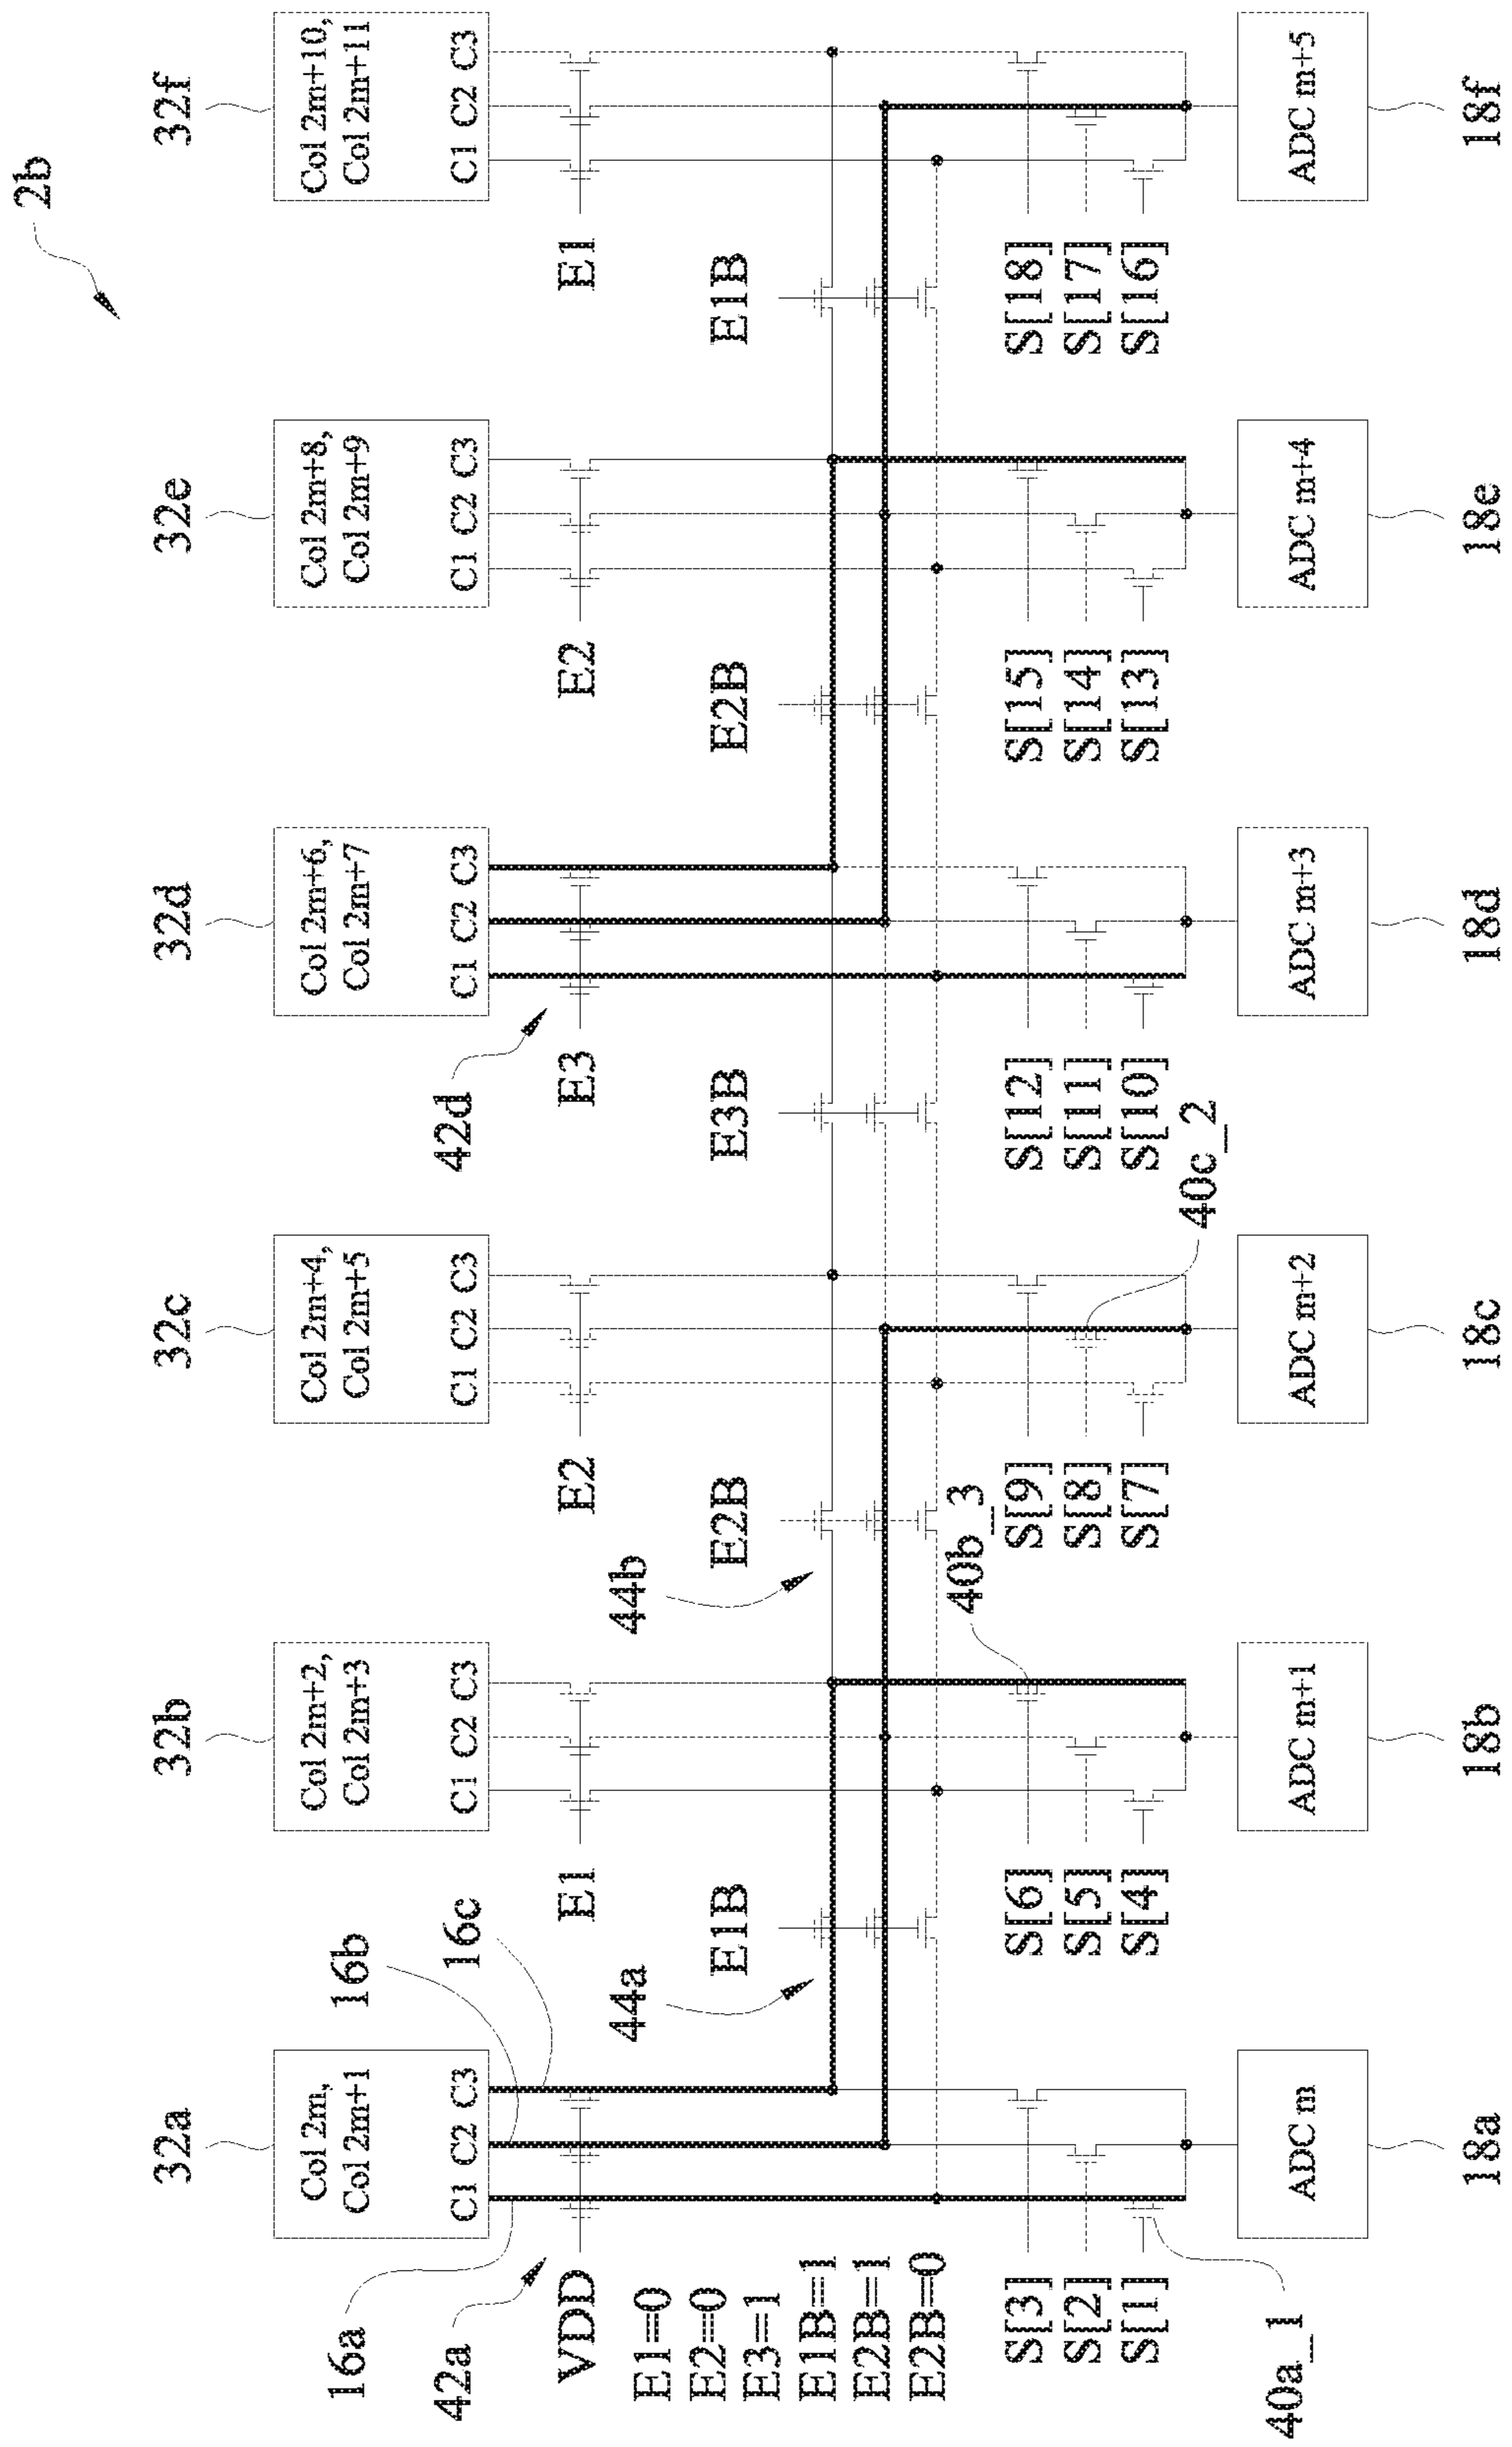 2b
32a
32b
32c
32d
32e
32f
Col 2m,
Col 2m+1
C1 C2 C3
Col 2m+2,
Col 2m+3
C1 C2 C3
Col 2m+4,
Col 2m+5
C1 C2 C3
Col 2m+6,
Col 2m+7
C1 C2 C3
Col 2m+8,
Col 2m+9
C1 C2 C3
Col 2m+10,
Col 2m+11
C1 C2 C3
16a
16b
16c
42a
42d
VDD
E1
E2
E3
E2
E1
E1=0
E2=0
E3=1
E1B=1
E2B=1
E2B=0
44a
44b
E1B
E2B
E3B
E2B
E1B
S[3]
S[2]
S[1]
S[6]
S[5]
S[4]
S[9]
S[8]
S[7]
S[12]
S[11]
S[10]
S[15]
S[14]
S[13]
S[18]
S[17]
S[16]
40a_1
40b_3
40c_2
ADC m
ADC m+1
ADC m+2
ADC m+3
ADC m+4
ADC m+5
18a
18b
18c
18d
18e
18f